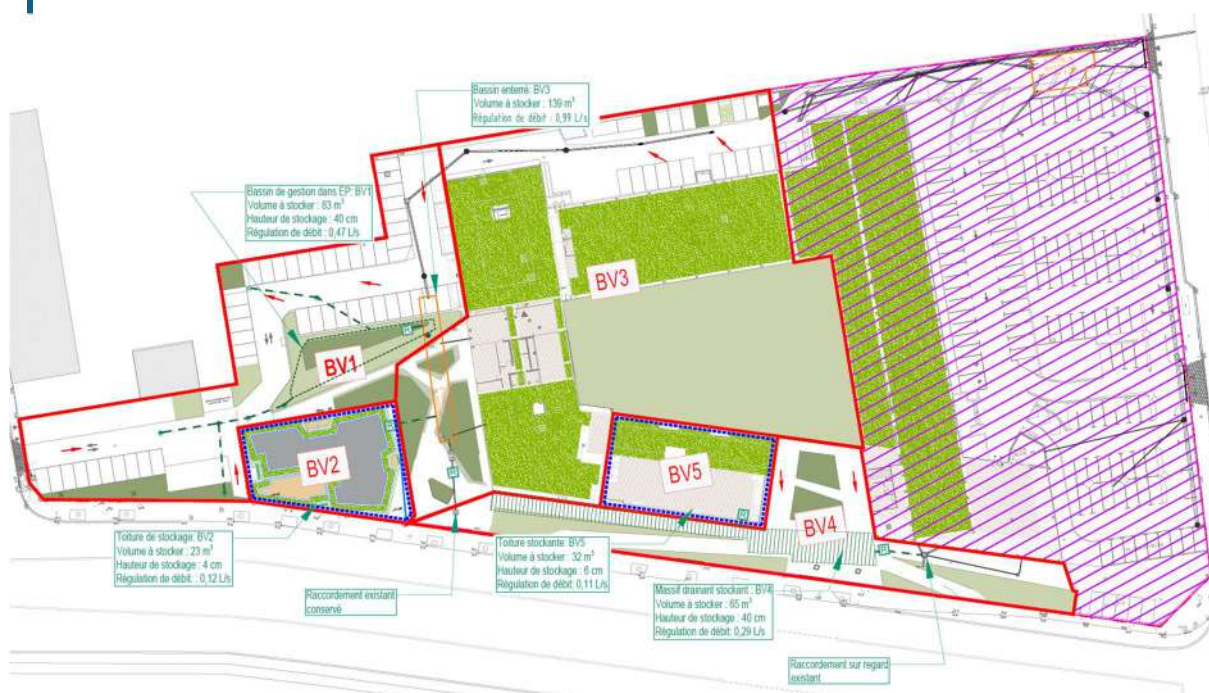 Bassin enterré: BV3
Volume à stocker : 139 m³
Régulation de débit : 0,99 L/s
Bassin de gestion dans EP: BV1
Volume à stocker : 83 m³
Hauteur de stockage : 40 cm
Régulation de débit : 0,47 L/s
BV3
BV1
BV2
BV5
BV4
R
R
R
R
R
Toiture de stockage: BV2
Volume à stocker : 23 m³
Hauteur de stockage : 4 cm
Régulation de débit: : 0,12 L/s
Toiture stockante: BV5
Volume à stocker : 32 m³
Hauteur de stockage : 6 cm
Régulation de débit: 0,11 L/s
Raccordement existant
conservé
Massif drainant stockant : BV4
Volume à stocker : 65 m³
Hauteur de stockage : 40 cm
Régulation de débit: 0,29 L/s
Raccordement sur regard
existant